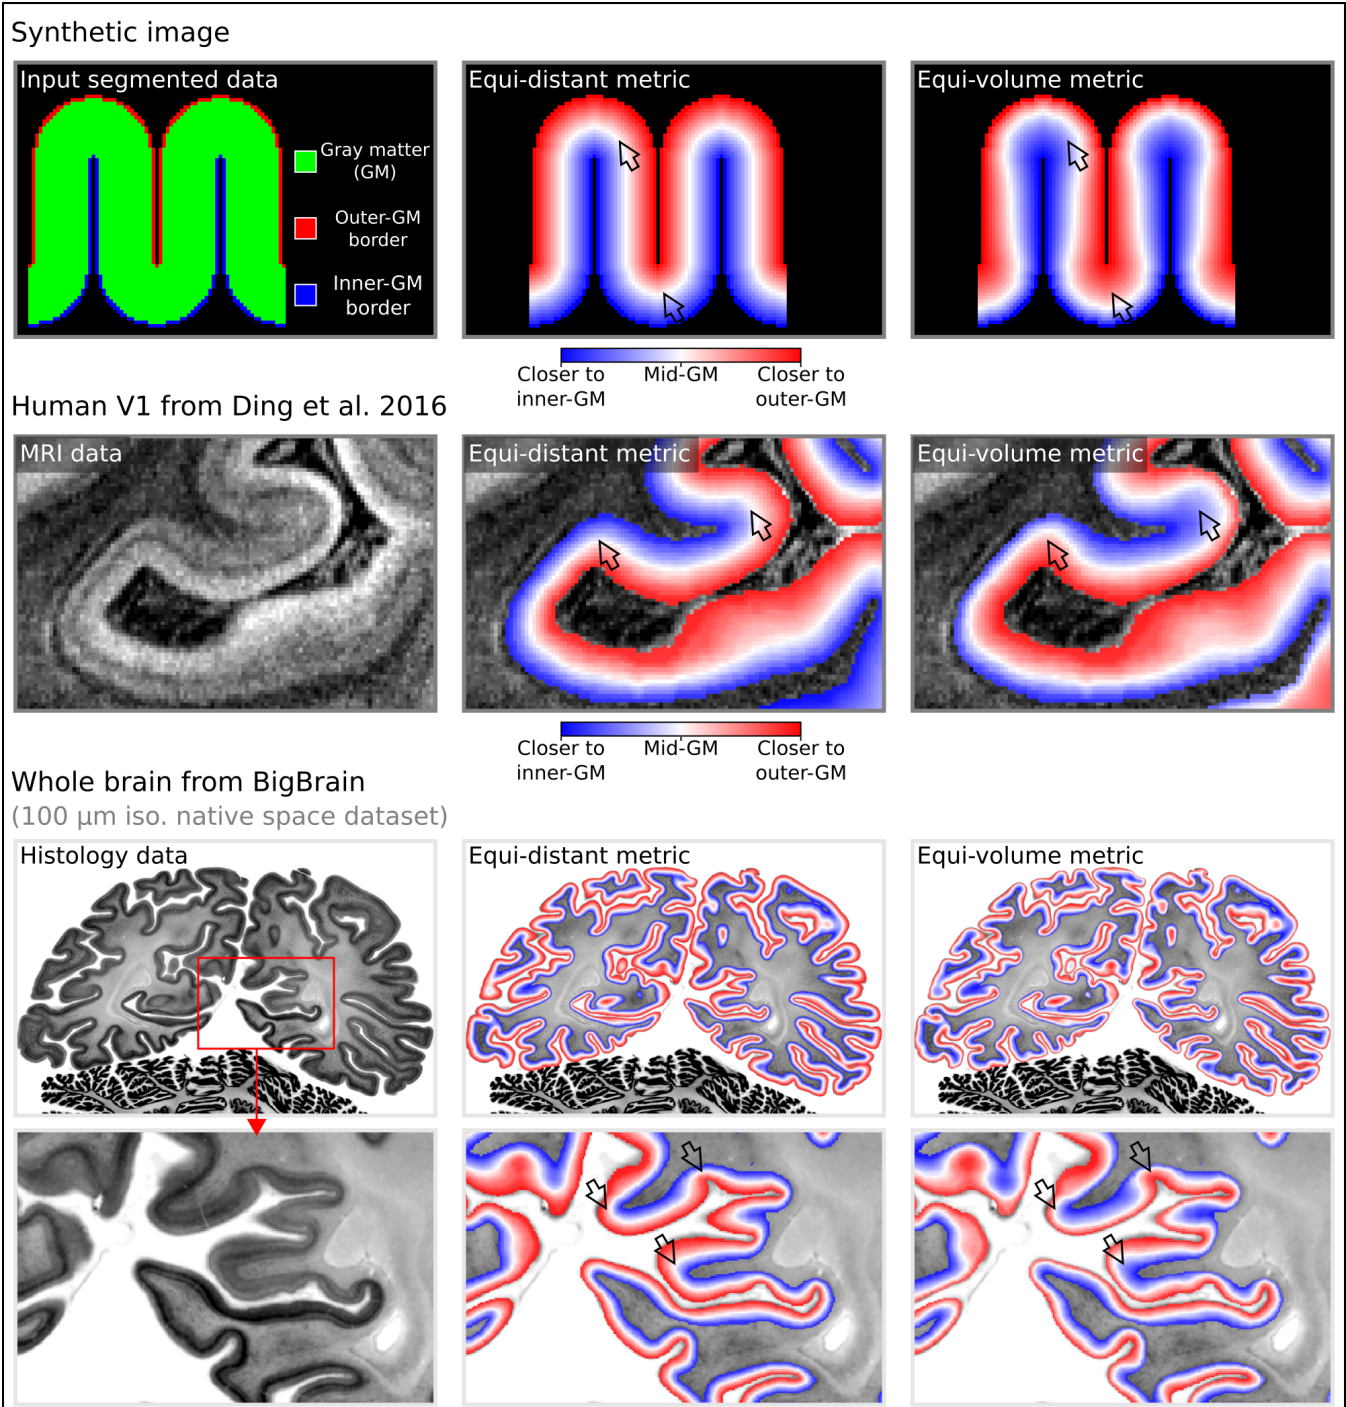 Synthetic image
Input segmented data
Gray matter
(GM)
Outer-GM
border
Inner-GM
border
Equi-distant metric
Equi-volume metric
Closer to
inner-GM
Mid-GM
Closer to
outer-GM
Human V1 from Ding et al. 2016
MRI data
Equi-distant metric
Equi-volume metric
Closer to
inner-GM
Mid-GM
Closer to
outer-GM
Whole brain from BigBrain
(100 μm iso. native space dataset)
Histology data
Equi-distant metric
Equi-volume metric